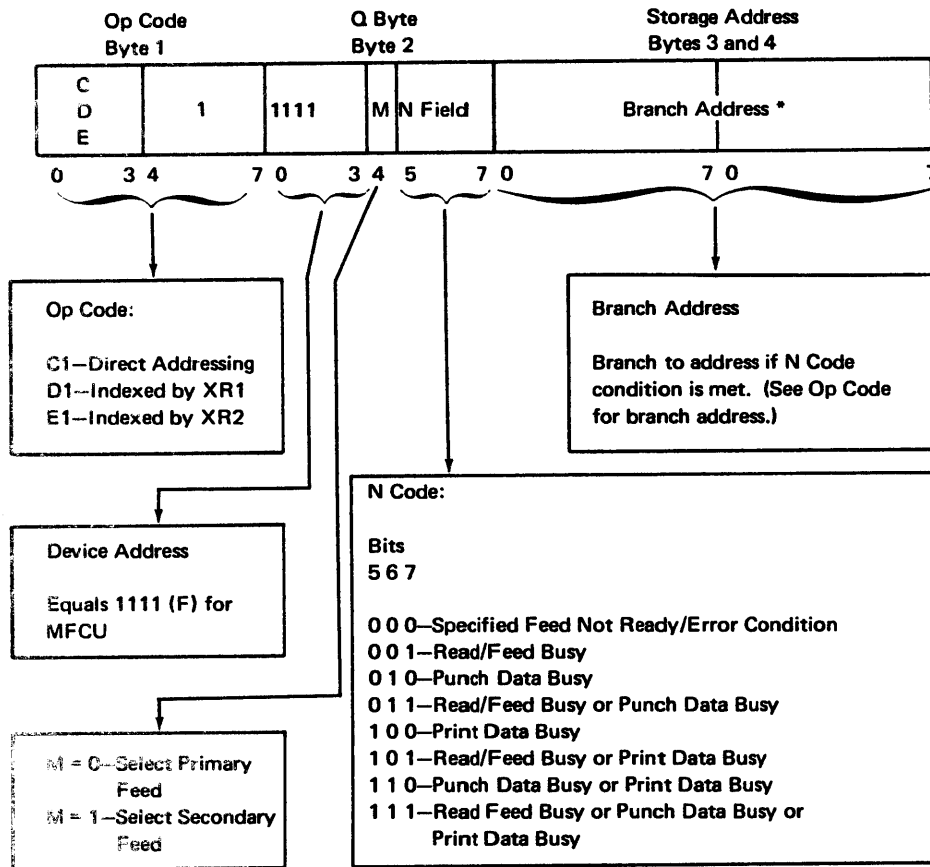 Op Code Q Byte Storage Address
Byte 1 Byte 2 Bytes 3 and 4
C
D
E
1 1111 M N Field Branch Address *
0 3 4 7 0 3 4 5 7 0 7 0 7
Op Code:
C1—Direct Addressing
D1—Indexed by XR1
E1—Indexed by XR2
Branch Address
Branch to address if N Code
condition is met. (See Op Code
for branch address.)
Device Address
Equals 1111 (F) for
MFCU
M = 0—Select Primary
Feed
M = 1—Select Secondary
Feed
N Code:
Bits
5 6 7
0 0 0—Specified Feed Not Ready/Error Condition
0 0 1—Read/Feed Busy
0 1 0—Punch Data Busy
0 1 1—Read/Feed Busy or Punch Data Busy
1 0 0—Print Data Busy
1 0 1—Read/Feed Busy or Print Data Busy
1 1 0—Punch Data Busy or Print Data Busy
1 1 1—Read Feed Busy or Punch Data Busy or
Print Data Busy